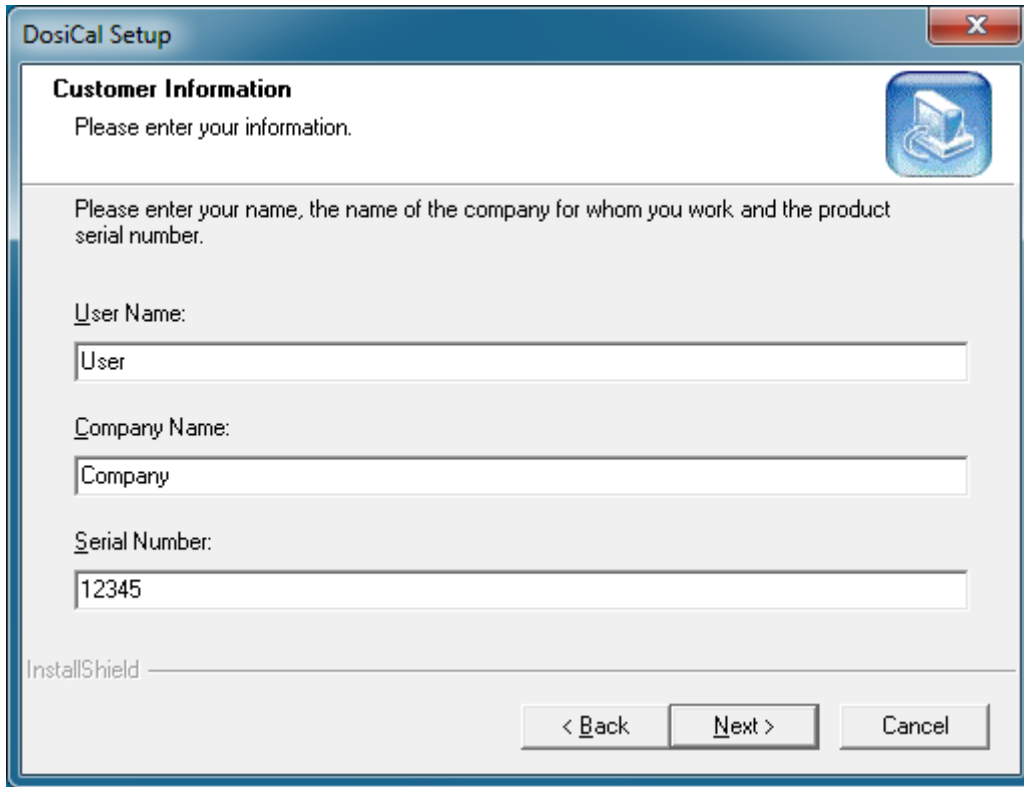 DosiCal Setup
Customer Information
Please enter your information.
Please enter your name, the name of the company for whom you work and the product
serial number.
User Name:
User
Company Name:
Company
Serial Number:
12345
InstallShield
< Back Next > Cancel